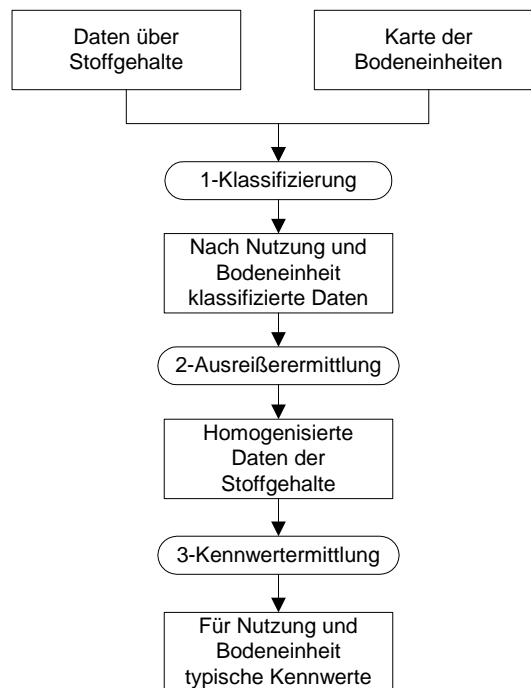 Daten über
Stoffgehalte
Karte der
Bodeneinheiten
1-Klassifizierung
Nach Nutzung und
Bodeneinheit
klassifizierte Daten
2-Ausreißerermittlung
Homogenisierte
Daten der
Stoffgehalte
3-Kennwertermittlung
Für Nutzung und
Bodeneinheit
typische Kennwerte